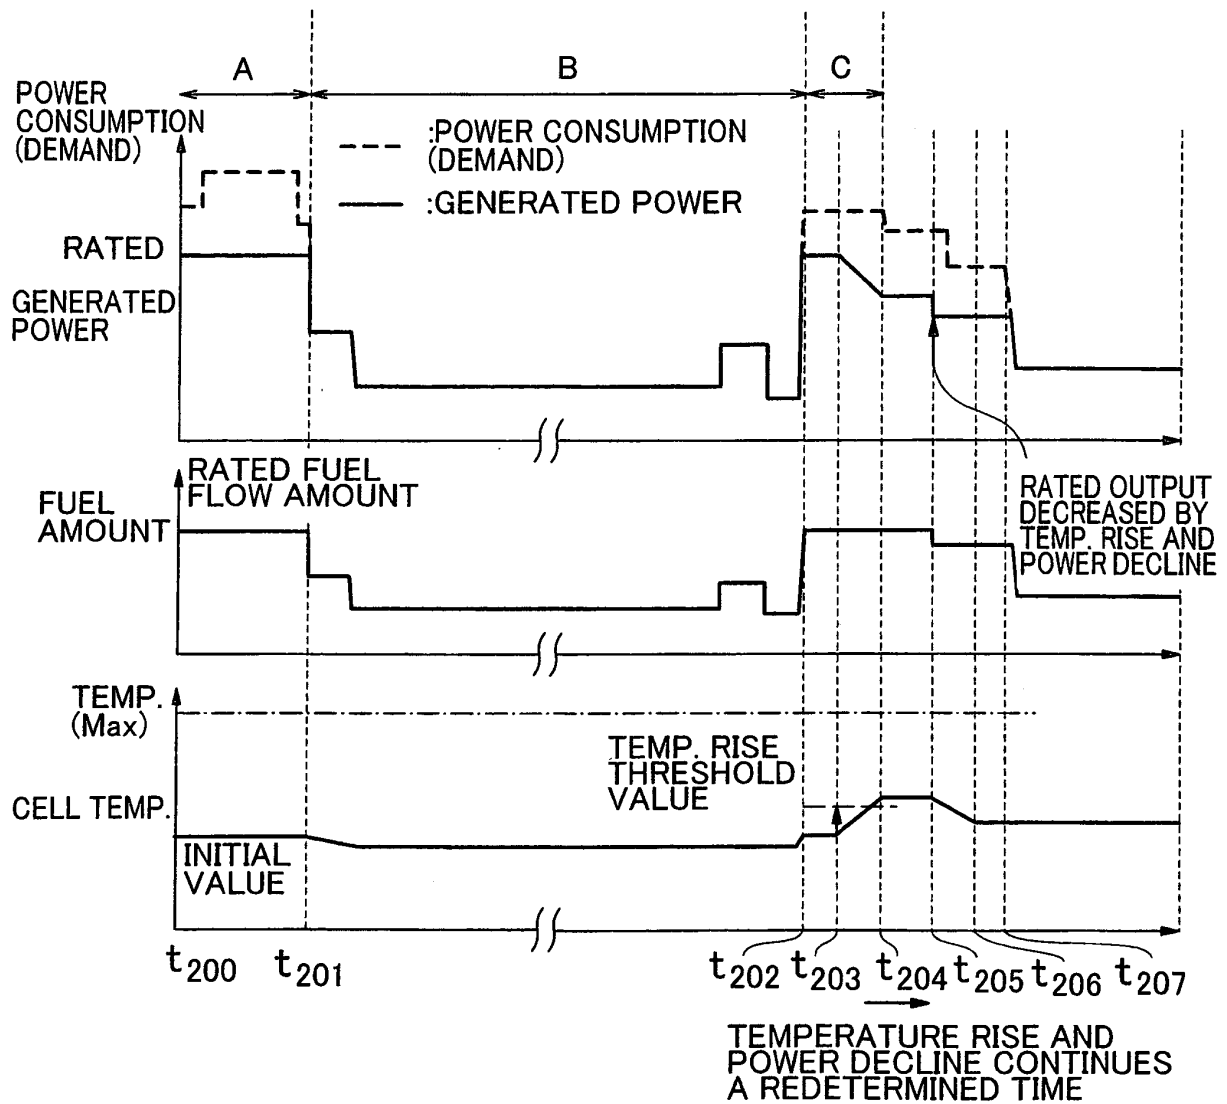 A
B
C
POWER
CONSUMPTION
(DEMAND)
:POWER CONSUMPTION
(DEMAND)
:GENERATED POWER
RATED
GENERATED
POWER
RATED FUEL
FLOW AMOUNT
FUEL
AMOUNT
RATED OUTPUT
DECREASED BY
TEMP. RISE AND
POWER DECLINE
TEMP.
(Max)
TEMP. RISE
THRESHOLD
VALUE
CELL TEMP.
INITIAL
VALUE
t200
t201
t202
t203
t204
t205
t206
t207
TEMPERATURE RISE AND
POWER DECLINE CONTINUES
A REDETERMINED TIME